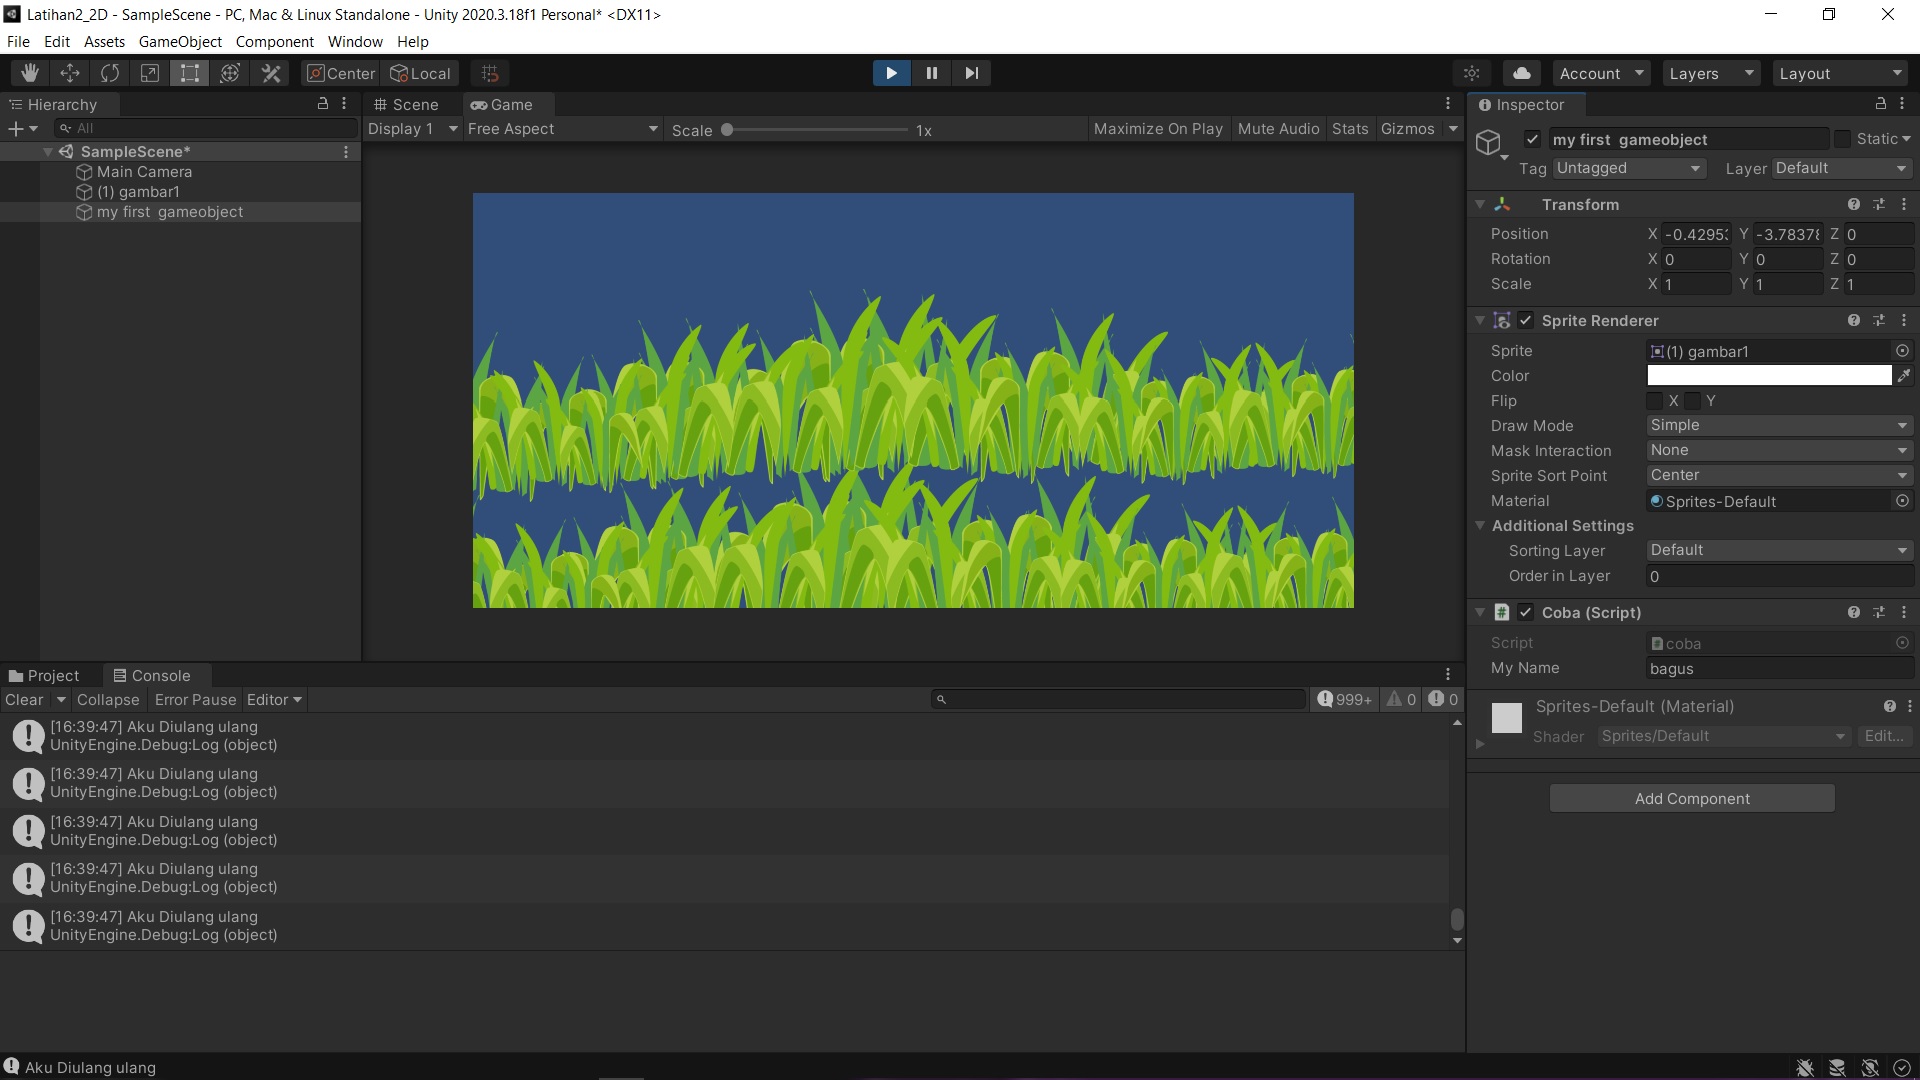 Latihan2_2D - SampleScene - PC, Mac & Linux Standalone - Unity 2020.3.18f1 Personal* <DX11>
File Edit Assets GameObject Component Window Help
Center Local Account Layers Layout
Hierarchy
All
SampleScene*
Main Camera
(1) gambar1
my first gameobject
Scene Game
Display 1 Free Aspect Scale 1x Maximize On Play Mute Audio Stats Gizmos
Inspector
my first gameobject Static
Tag Untagged Layer Default
Transform
Position X -0.4295 Y -3.7837 Z 0
Rotation X 0 Y 0 Z 0
Scale X 1 Y 1 Z 1
Sprite Renderer
Sprite (1) gambar1
Color
Flip X Y
Draw Mode Simple
Mask Interaction None
Sprite Sort Point Center
Material Sprites-Default
Additional Settings
Sorting Layer Default
Order in Layer 0
Coba (Script)
Script coba
My Name bagus
Sprites-Default (Material)
Shader Sprites/Default Edit...
Add Component
Project Console
Clear Collapse Error Pause Editor 999+ 0 0
[16:39:47] Aku Diulang ulang
UnityEngine.Debug:Log (object)
[16:39:47] Aku Diulang ulang
UnityEngine.Debug:Log (object)
[16:39:47] Aku Diulang ulang
UnityEngine.Debug:Log (object)
[16:39:47] Aku Diulang ulang
UnityEngine.Debug:Log (object)
[16:39:47] Aku Diulang ulang
UnityEngine.Debug:Log (object)
Aku Diulang ulang